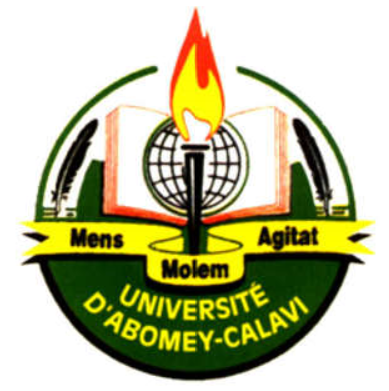 Mens Molem Agitat
UNIVERSITÉ
D'ABOMEY-CALAVI